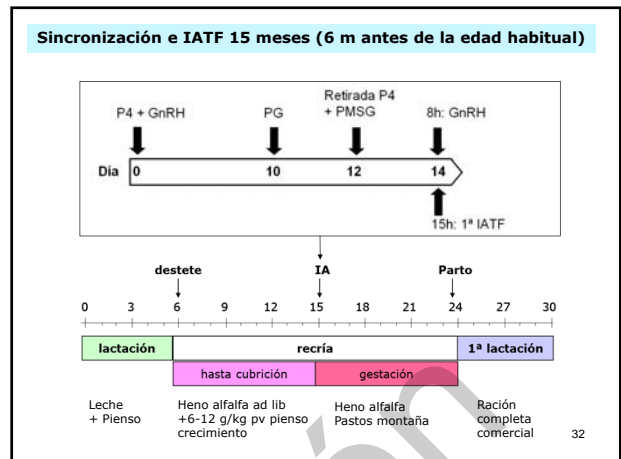 Sincronización e IATF 15 meses (6 m antes de la edad habitual)
P4 + GnRH
PG
Retirada P4
+ PMSG
8h: GnRH
Día 0 10 12 14
15h: 1ª IATF
destete IA Parto
0 3 6 9 12 15 18 21 24 27 30
lactación recría 1ª lactación
hasta cubrición gestación
Leche
+ Pienso
Heno alfalfa ad lib
+6-12 g/kg pv pienso
crecimiento
Heno alfalfa
Pastos montaña
Ración
completa
comercial
32